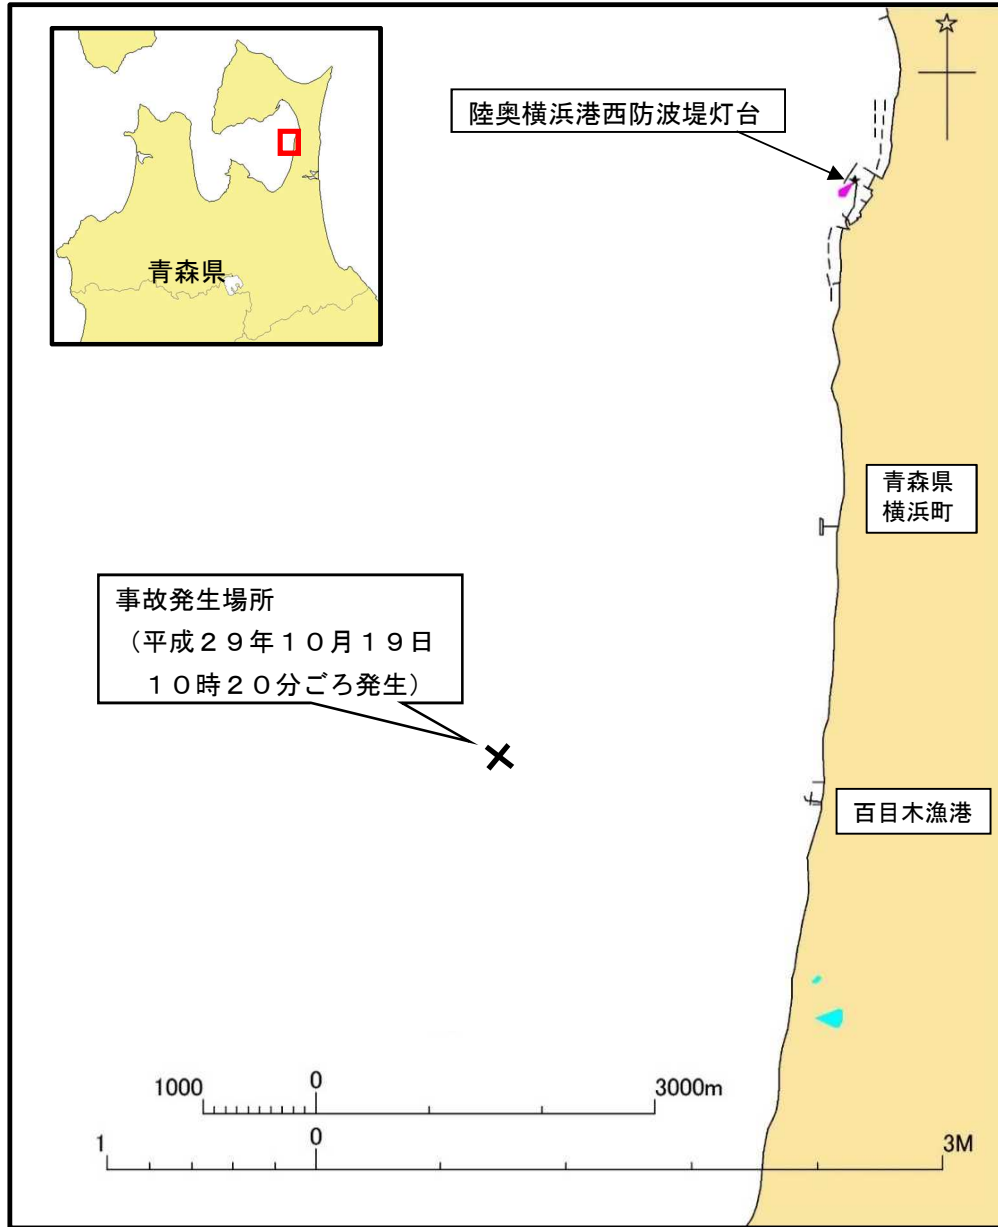 陸奥横浜港西防波堤灯台
青森県
青森県
横浜町
事故発生場所
（平成２９年１０月１９日
１０時２０分ごろ発生）
百目木漁港
1000 0 3000m
1 0 3M